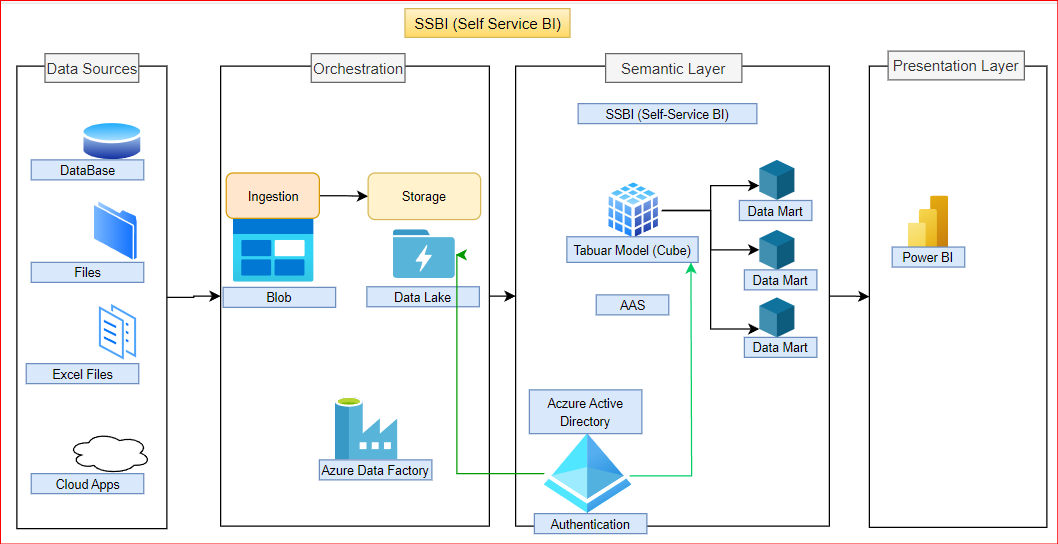 SSBI (Self Service BI)
Data Sources
DataBase
Files
Excel Files
Cloud Apps
Orchestration
Ingestion
Storage
Blob
Data Lake
Azure Data Factory
Semantic Layer
SSBI (Self-Service BI)
Tabuar Model (Cube)
Data Mart
Data Mart
Data Mart
AAS
Aczure Active
Directory
Authentication
Presentation Layer
Power BI